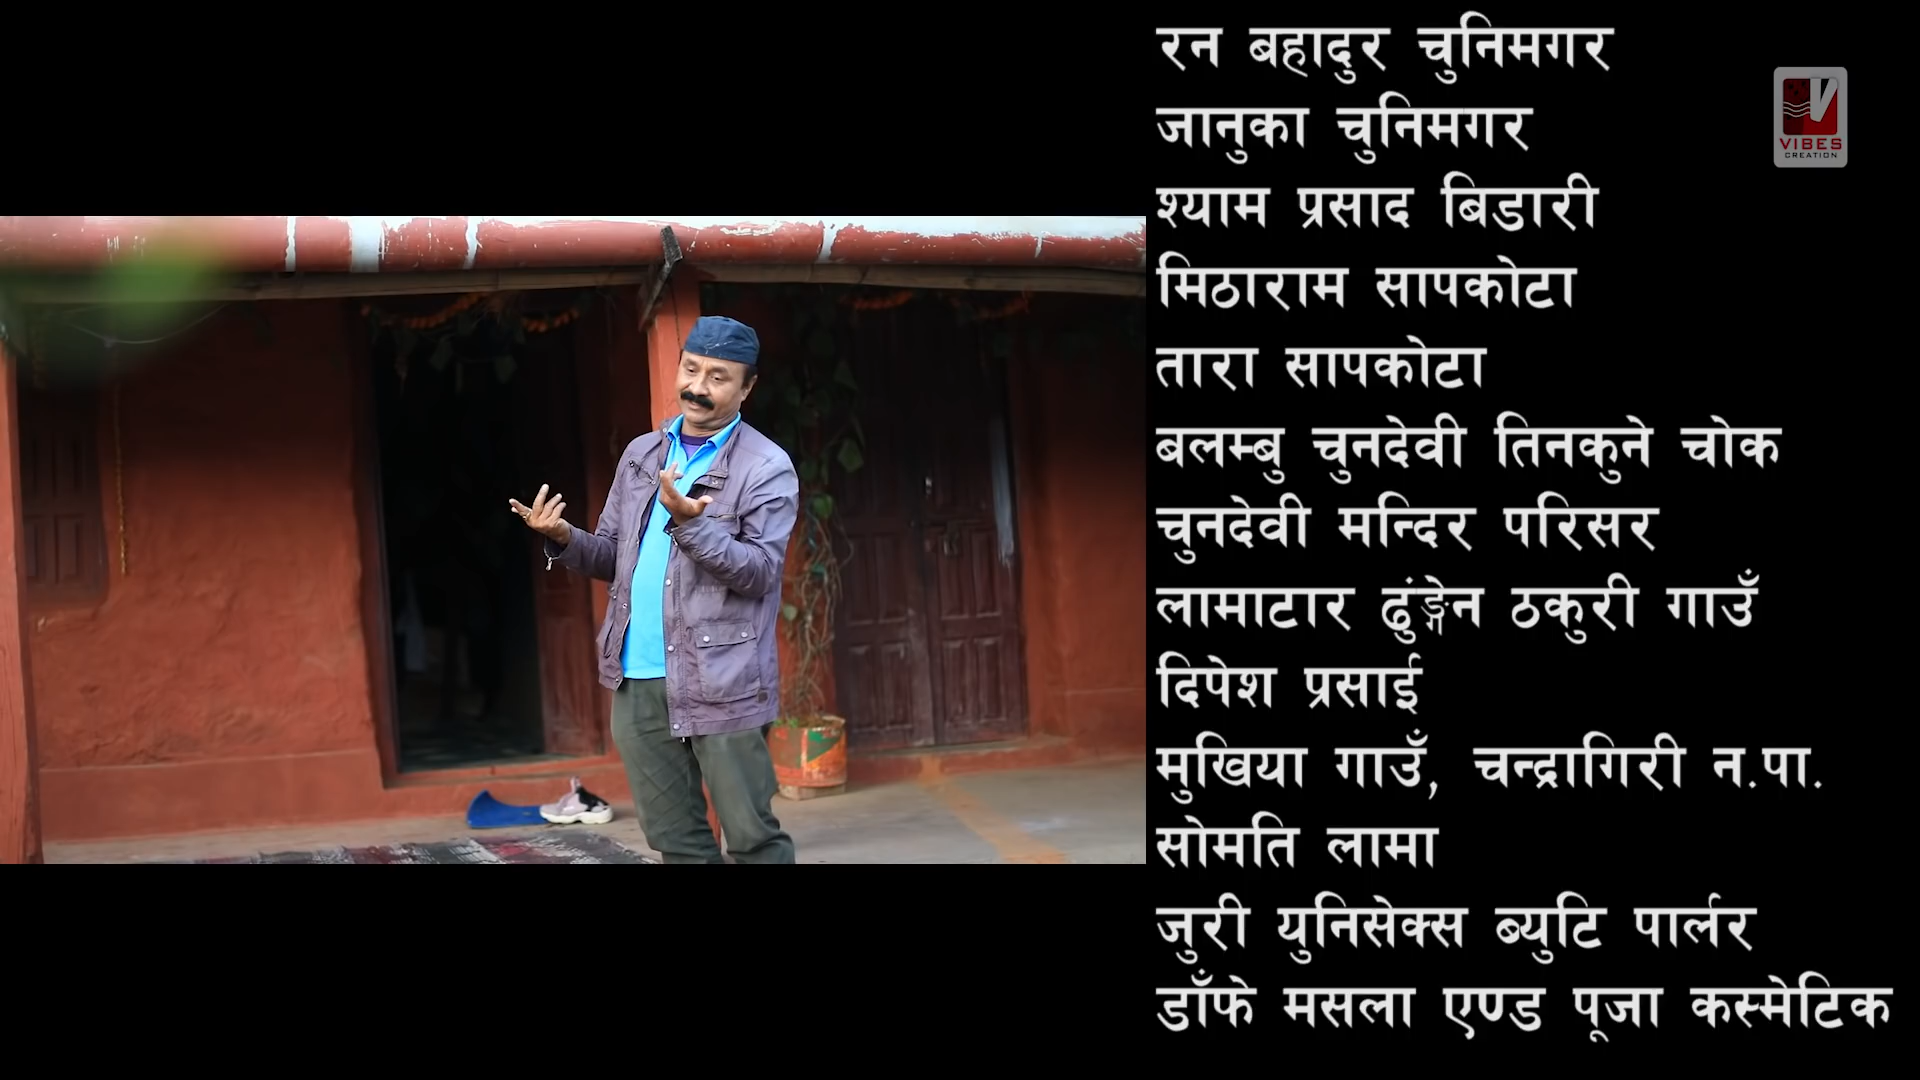 रन बहादुर चुनिमगर
जानुका चुनिमगर
श्याम प्रसाद बिडारी
मिठाराम सापकोटा
तारा सापकोटा
बलम्बु चुनदेवी तिनकुने चोक
चुनदेवी मन्दिर परिसर
लामाटार ढुंङ्गेन ठकुरी गाउँ
दिपेश प्रसाई
मुखिया गाउँ, चन्द्रागिरी न.पा.
सोमति लामा
जुरी युनिसेक्स ब्युटि पार्लर
डाँफे मसला एण्ड पूजा कस्मेटिक
VIBES
CREATION